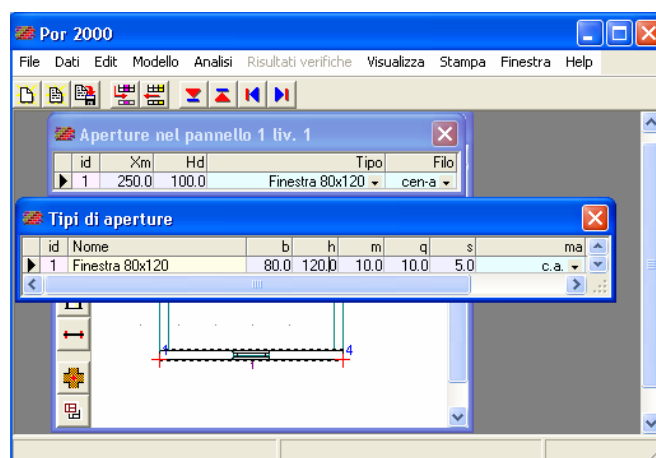 Por 2000
File Dati Edit Modello Analisi Risultati verifiche Visualizza Stampa Finestra Help
Aperture nel pannello 1 liv. 1
id Xm Hd Tipo Filo
1 250.0 100.0 Finestra 80x120 cen-a
Tipi di aperture
id Nome b h m q s ma
1 Finestra 80x120 80.0 120.0 10.0 10.0 5.0 c.a.
4
1